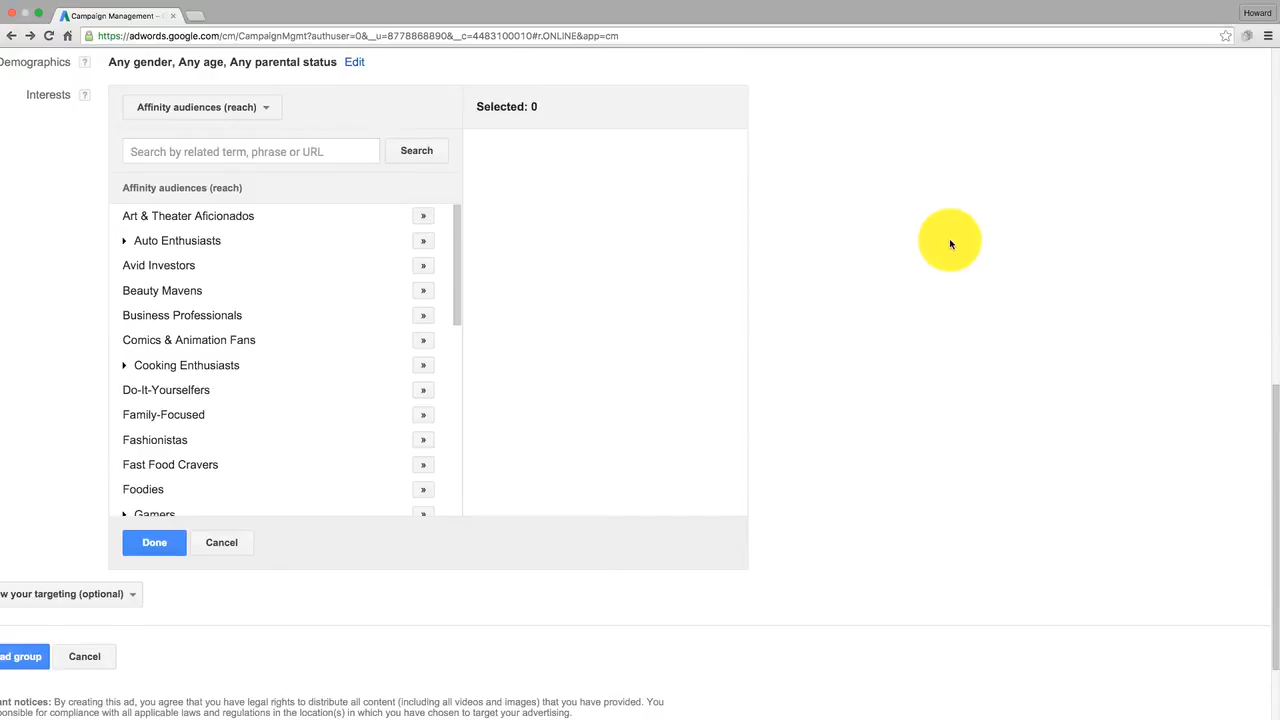 Campaign Management –
Howard
https://adwords.google.com/cm/CampaignMgmt?authuser=0&__u=8778868890&__c=4483100010#r.ONLINE&app=cm
Demographics ? Any gender, Any age, Any parental status Edit
Interests ? Affinity audiences (reach) Selected: 0
Search by related term, phrase or URL Search
Affinity audiences (reach)
Art & Theater Aficionados »
Auto Enthusiasts »
Avid Investors »
Beauty Mavens »
Business Professionals »
Comics & Animation Fans »
Cooking Enthusiasts »
Do-It-Yourselfers »
Family-Focused »
Fashionistas »
Fast Food Cravers »
Foodies »
Gamers »
Done Cancel
w your targeting (optional)
ad group Cancel
ant notices: By creating this ad, you agree that you have legal rights to distribute all content (including all videos and images) that you have provided. You
sponsible for compliance with all applicable laws and regulations in the location(s) in which you have chosen to target your advertising.